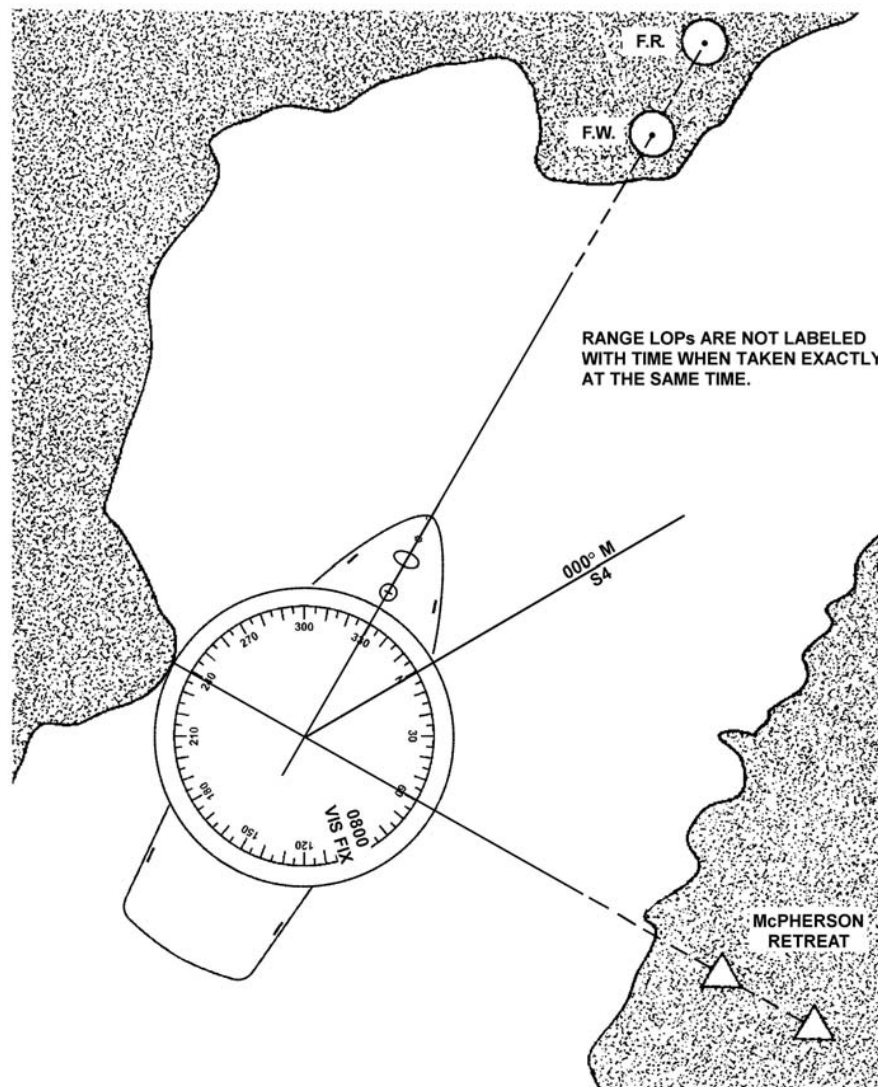 F.R.
F.W.
RANGE LOPs ARE NOT LABELED
WITH TIME WHEN TAKEN EXACTLY
AT THE SAME TIME.
000° M
S4
300
330
270
240
N
210
30
180
60
150
120
0800
VIS FIX
McPHERSON
RETREAT